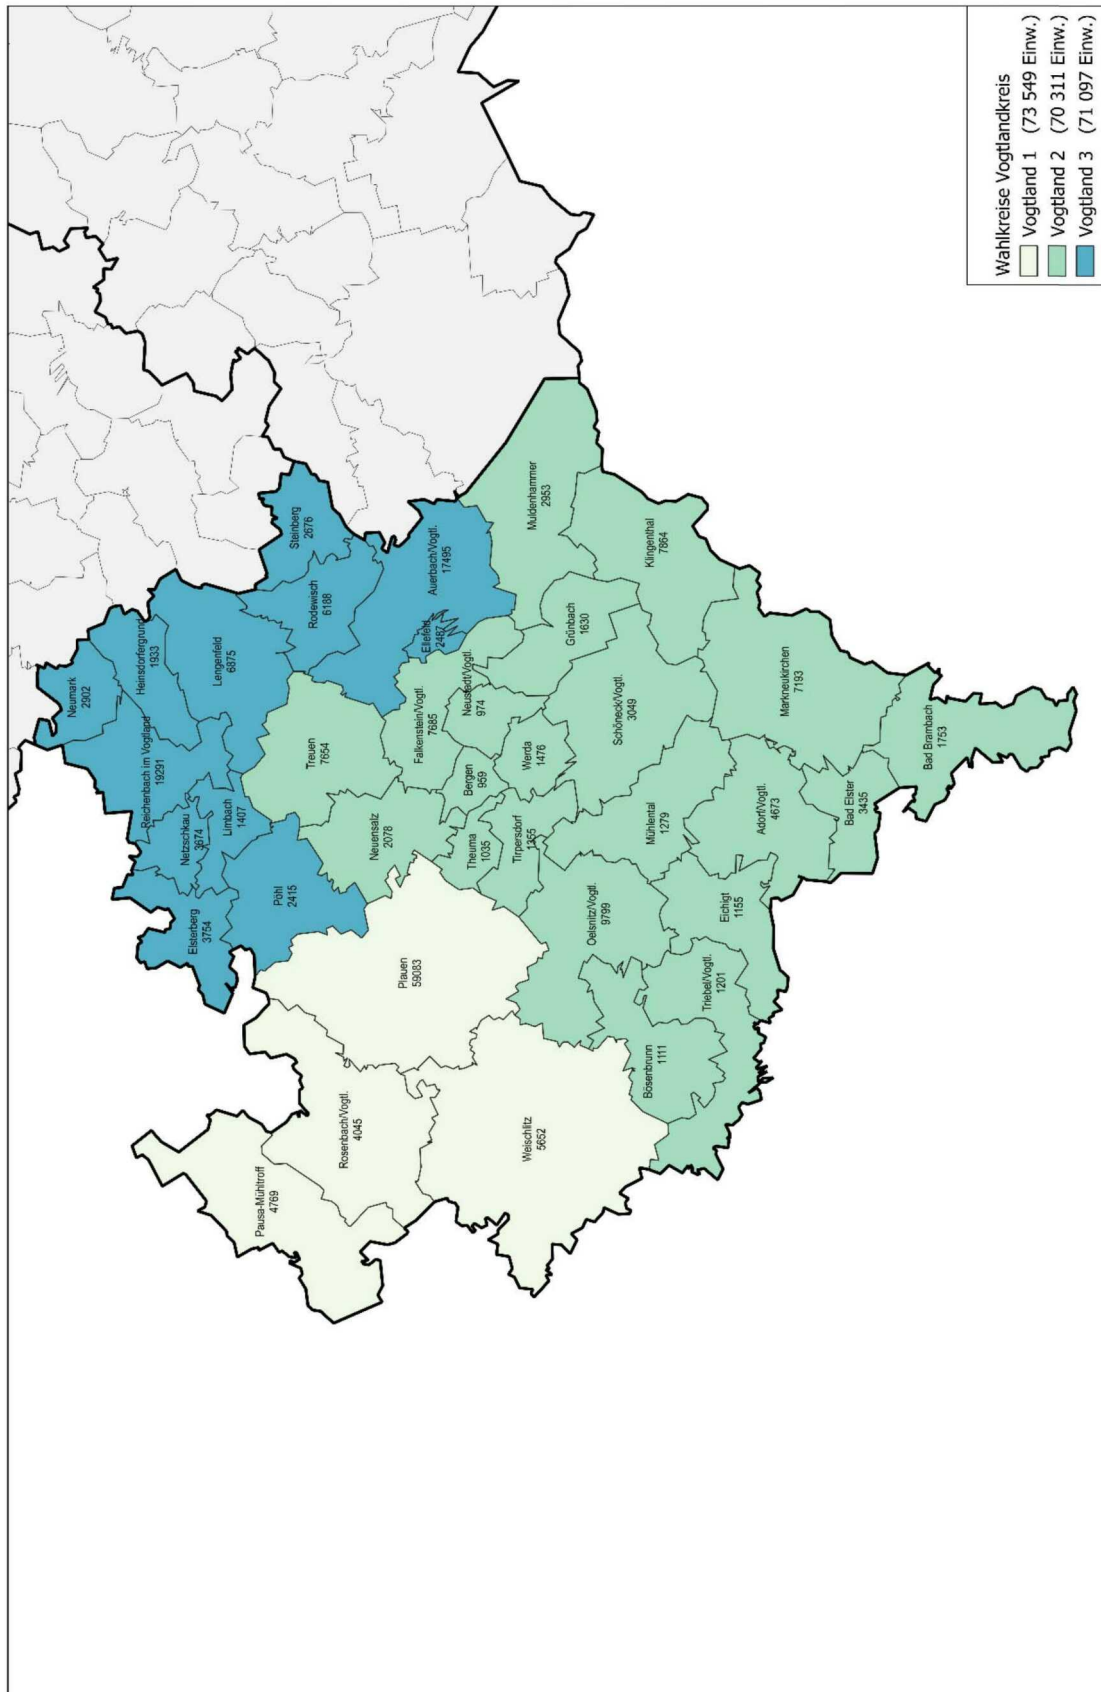 Neumark
2902
Heinsdorfergrund
1933
Reichenbach im Vogtland
19291
Lengenfeld
6875
Netzschkau
3674
Limbach
1407
Elsterberg
3754
Pöhl
2415
Steinberg
2676
Rodewisch
6188
Auerbach/Vogtl.
17495
Ellefeld
2487
Treuen
7654
Neuensalz
2078
Falkenstein/Vogtl.
7685
Neustadt/Vogtl.
974
Bergen
959
Theuma
1035
Werda
1476
Tirpersdorf
1355
Grünbach
1630
Muldenhammer
2953
Klingenthal
7864
Schöneck/Vogtl.
3049
Mühlental
1279
Oelsnitz/Vogtl.
9799
Plauen
59083
Rosenbach/Vogtl.
4045
Pausa-Mühltroff
4769
Weischlitz
5652
Bösenbrunn
1111
Triebel/Vogtl.
1201
Eichigt
1155
Adorf/Vogtl.
4673
Markneukirchen
7193
Bad Elster
3435
Bad Brambach
1753
Wahlkreise Vogtlandkreis
Vogtland 1 (73 549 Einw.)
Vogtland 2 (70 311 Einw.)
Vogtland 3 (71 097 Einw.)